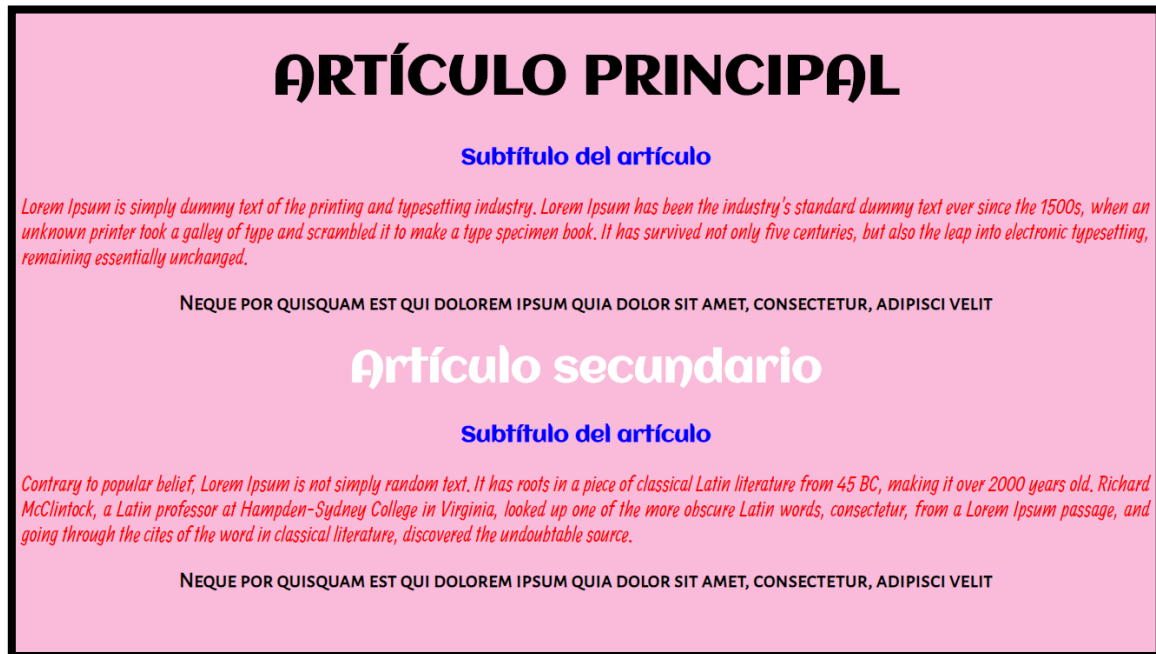 ARTÍCULO PRINCIPAL
Subtítulo del artículo
Lorem Ipsum is simply dummy text of the printing and typesetting industry. Lorem Ipsum has been the industry's standard dummy text ever since the 1500s, when an
unknown printer took a galley of type and scrambled it to make a type specimen book. It has survived not only five centuries, but also the leap into electronic typesetting,
remaining essentially unchanged.
Neque por quisquam est qui dolorem ipsum quia dolor sit amet, consectetur, adipisci velit
Artículo secundario
Subtítulo del artículo
Contrary to popular belief, Lorem Ipsum is not simply random text. It has roots in a piece of classical Latin literature from 45 BC, making it over 2000 years old. Richard
McClintock, a Latin professor at Hampden-Sydney College in Virginia, looked up one of the more obscure Latin words, consectetur, from a Lorem Ipsum passage, and
going through the cites of the word in classical literature, discovered the undoubtable source.
Neque por quisquam est qui dolorem ipsum quia dolor sit amet, consectetur, adipisci velit